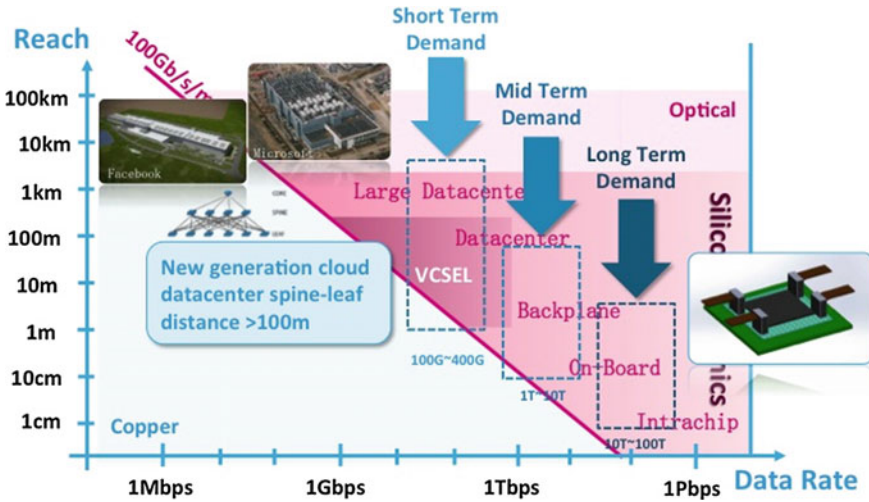 Reach
100Gb/s/m
Short Term
Demand
Mid Term
Demand
Long Term
Demand
Optical
100km
10km
1km
100m
10m
1m
10cm
1cm
Facebook
Microsoft
CORE
SPINE
LEAF
Large Datacente
Datacenter
VCSEL
Backplane
On-Board
Intrachip
New generation cloud
datacenter spine-leaf
distance >100m
100G~400G
1T~10T
10T~100T
Silico
nics
Copper
1Mbps
1Gbps
1Tbps
1Pbps
Data Rate